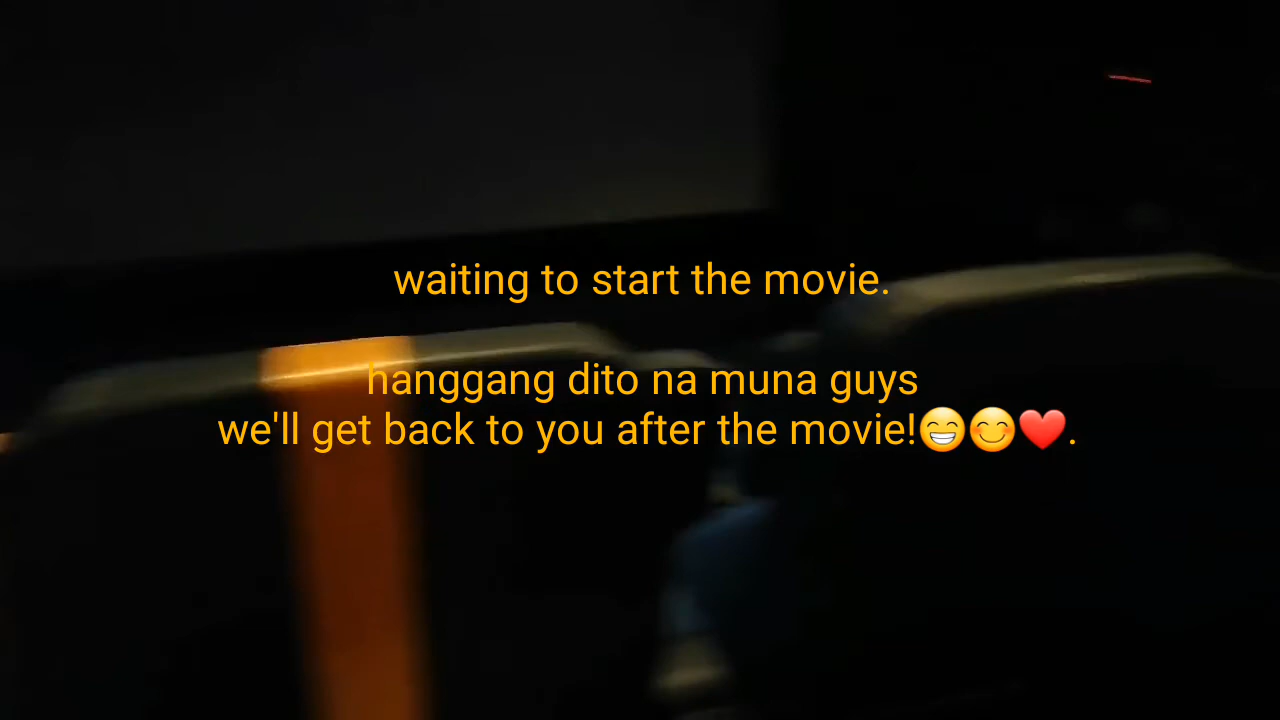 waiting to start the movie.
hanggang dito na muna guys
we'll get back to you after the movie!😁😊❤️.